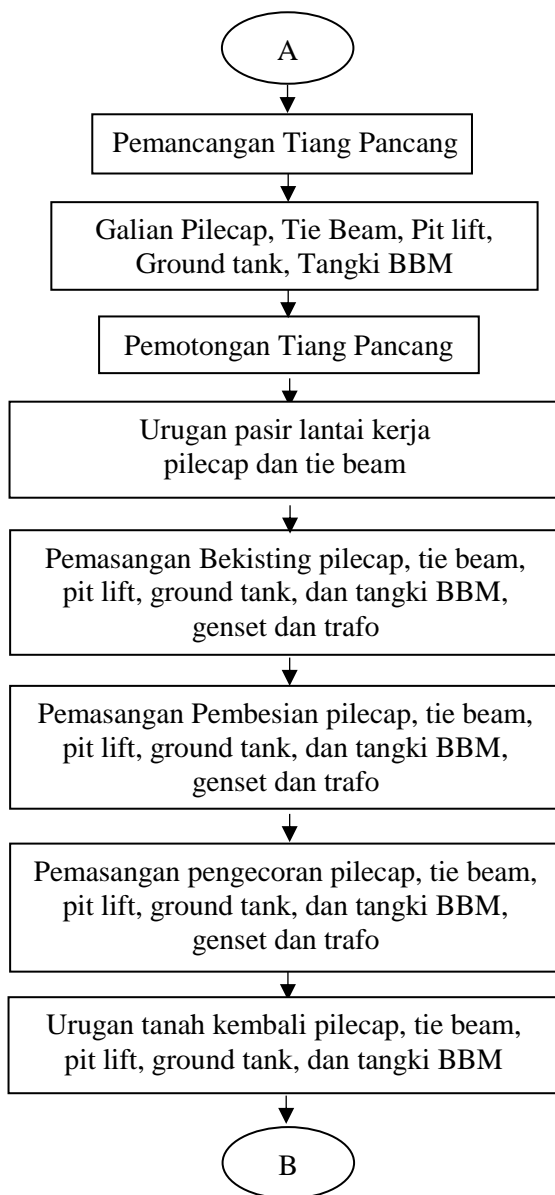 A
Pemancangan Tiang Pancang
Galian Pilecap, Tie Beam, Pit lift,
Ground tank, Tangki BBM
Pemotongan Tiang Pancang
Urugan pasir lantai kerja
pilecap dan tie beam
Pemasangan Bekisting pilecap, tie beam,
pit lift, ground tank, dan tangki BBM,
genset dan trafo
Pemasangan Pembesian pilecap, tie beam,
pit lift, ground tank, dan tangki BBM,
genset dan trafo
Pemasangan pengecoran pilecap, tie beam,
pit lift, ground tank, dan tangki BBM,
genset dan trafo
Urugan tanah kembali pilecap, tie beam,
pit lift, ground tank, dan tangki BBM
B